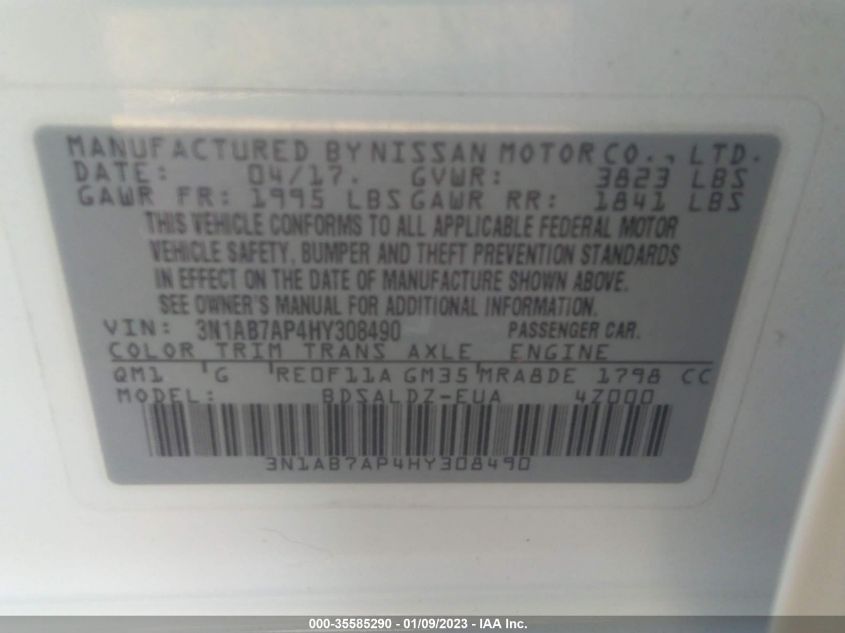 MANUFACTURED BY NISSAN MOTOR CO., LTD.
DATE: 04/17. GVWR: 3823 LBS
GAWR FR: 1995 LBS GAWR RR: 1841 LBS
THIS VEHICLE CONFORMS TO ALL APPLICABLE FEDERAL MOTOR
VEHICLE SAFETY, BUMPER AND THEFT PREVENTION STANDARDS
IN EFFECT ON THE DATE OF MANUFACTURE SHOWN ABOVE.
SEE OWNER'S MANUAL FOR ADDITIONAL INFORMATION.
VIN: 3N1AB7AP4HY308490 PASSENGER CAR.
COLOR TRIM TRANS AXLE ENGINE
QM1 G RE0F11A GM35 MRA8DE 1798 CC
MODEL: BDSALDZ-EUA 4Z000
3N1AB7AP4HY308490
000-35585290 - 01/09/2023 - IAA Inc.